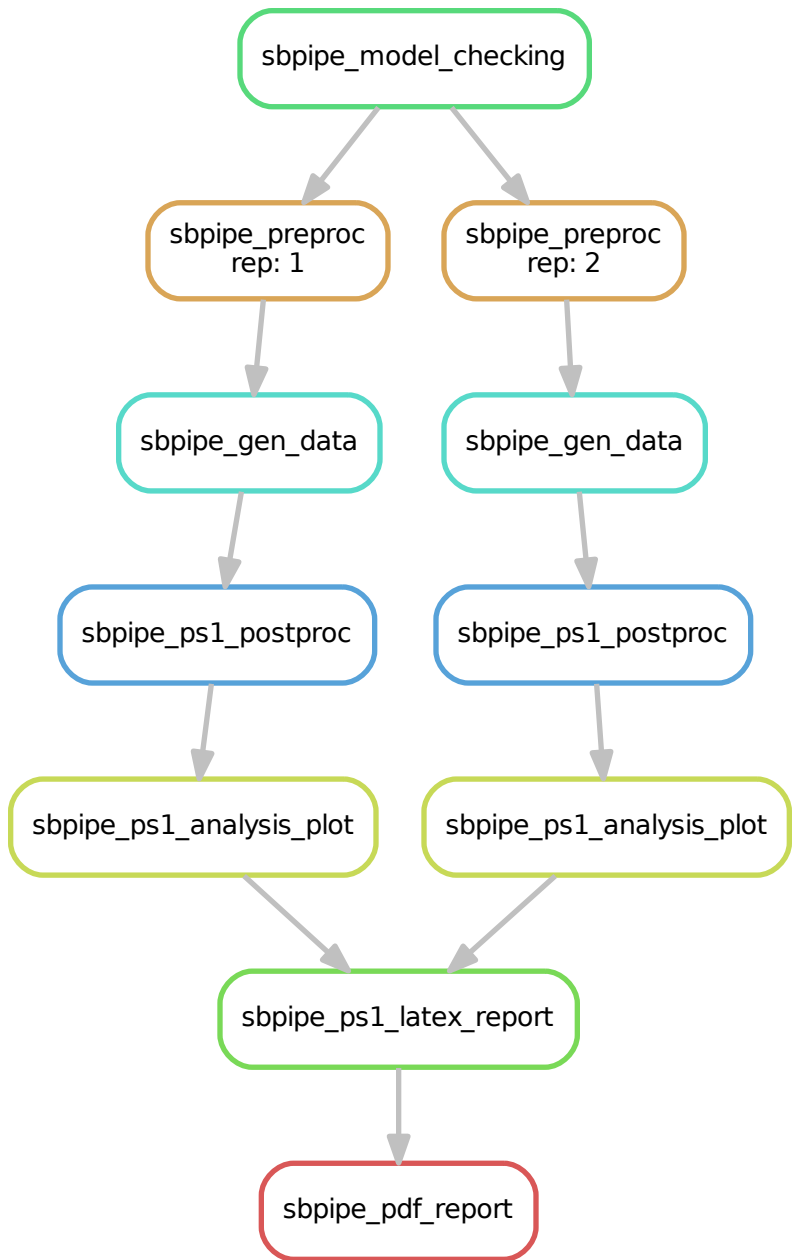 sbpipe_model_checking
sbpipe_preproc
rep: 1
sbpipe_preproc
rep: 2
sbpipe_gen_data
sbpipe_gen_data
sbpipe_ps1_postproc
sbpipe_ps1_postproc
sbpipe_ps1_analysis_plot
sbpipe_ps1_analysis_plot
sbpipe_ps1_latex_report
sbpipe_pdf_report